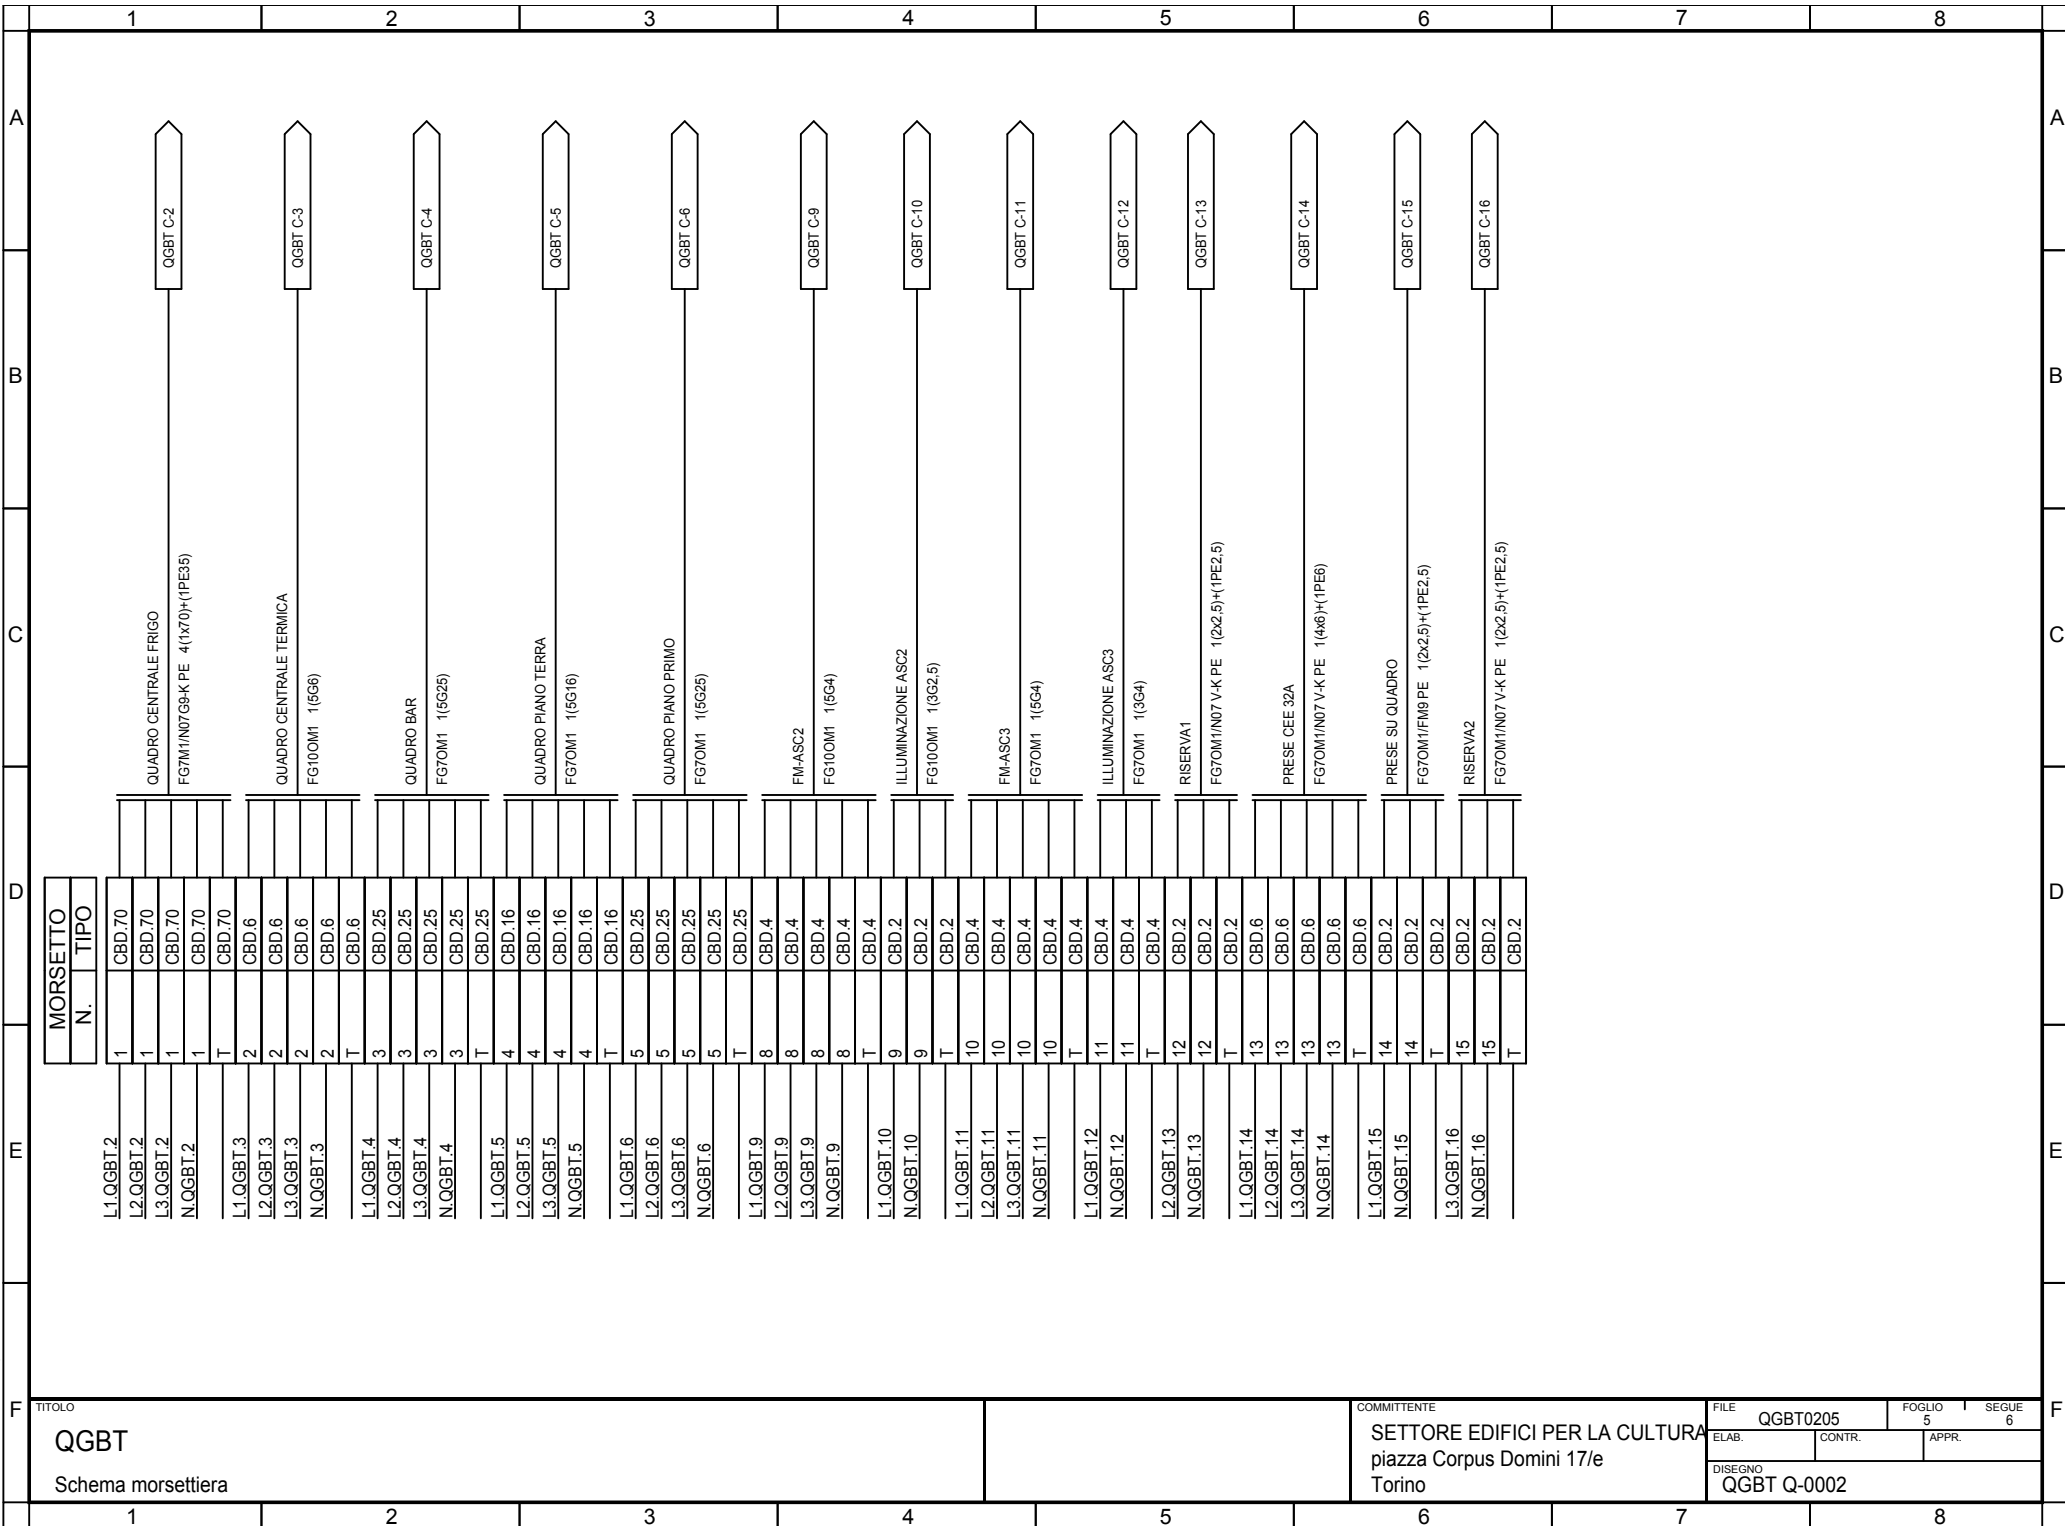 1 2 3 4 5 6 7 8
A A
QGBT C-2
QGBT C-3
QGBT C-4
QGBT C-5
QGBT C-6
QGBT C-9
QGBT C-10
QGBT C-11
QGBT C-12
QGBT C-13
QGBT C-14
QGBT C-15
QGBT C-16
B B
C C
QUADRO CENTRALE FRIGO
FG7M1/N07G9-K PE 4(1x70)+(1PE35)
QUADRO CENTRALE TERMICA
FG10OM1 1(5G6)
QUADRO BAR
FG7OM1 1(5G25)
QUADRO PIANO TERRA
FG7OM1 1(5G16)
QUADRO PIANO PRIMO
FG7OM1 1(5G25)
FM-ASC2
FG10OM1 1(5G4)
ILLUMINAZIONE ASC2
FG10OM1 1(3G2,5)
FM-ASC3
FG7OM1 1(5G4)
ILLUMINAZIONE ASC3
FG7OM1 1(3G4)
RISERVA1
FG7OM1/N07 V-K PE 1(2x2,5)+(1PE2,5)
PRESE CEE 32A
FG7OM1/N07 V-K PE 1(4x6)+(1PE6)
PRESE SU QUADRO
FG7OM1/FM9 PE 1(2x2,5)+(1PE2,5)
RISERVA2
FG7OM1/N07 V-K PE 1(2x2,5)+(1PE2,5)
D D
MORSETTO
TIPO
CBD.70 CBD.70 CBD.70 CBD.70 CBD.70 CBD.6 CBD.6 CBD.6 CBD.6 CBD.6 CBD.25 CBD.25 CBD.25 CBD.25 CBD.25 CBD.16 CBD.16 CBD.16 CBD.16 CBD.16 CBD.25 CBD.25 CBD.25 CBD.25 CBD.25 CBD.4 CBD.4 CBD.4 CBD.4 CBD.4 CBD.2 CBD.2 CBD.2 CBD.4 CBD.4 CBD.4 CBD.4 CBD.4 CBD.4 CBD.4 CBD.4 CBD.2 CBD.2 CBD.2 CBD.6 CBD.6 CBD.6 CBD.6 CBD.6 CBD.2 CBD.2 CBD.2 CBD.2 CBD.2 CBD.2
N.
1 1 1 1 T 2 2 2 2 T 3 3 3 3 T 4 4 4 4 T 5 5 5 5 T 8 8 8 8 T 9 9 T 10 10 10 10 T 11 11 T 12 12 T 13 13 13 13 T 14 14 T 15 15 T
E E
L1.QGBT.2
L2.QGBT.2
L3.QGBT.2
N.QGBT.2
L1.QGBT.3
L2.QGBT.3
L3.QGBT.3
N.QGBT.3
L1.QGBT.4
L2.QGBT.4
L3.QGBT.4
N.QGBT.4
L1.QGBT.5
L2.QGBT.5
L3.QGBT.5
N.QGBT.5
L1.QGBT.6
L2.QGBT.6
L3.QGBT.6
N.QGBT.6
L1.QGBT.9
L2.QGBT.9
L3.QGBT.9
N.QGBT.9
L1.QGBT.10
N.QGBT.10
L1.QGBT.11
L2.QGBT.11
L3.QGBT.11
N.QGBT.11
L1.QGBT.12
N.QGBT.12
L2.QGBT.13
N.QGBT.13
L1.QGBT.14
L2.QGBT.14
L3.QGBT.14
N.QGBT.14
L1.QGBT.15
N.QGBT.15
L3.QGBT.16
N.QGBT.16
F F
TITOLO
QGBT
Schema morsettiera
COMMITTENTE
SETTORE EDIFICI PER LA CULTURA
piazza Corpus Domini 17/e
Torino
FILE
QGBT0205
FOGLIO
5
SEGUE
6
ELAB. CONTR. APPR.
DISEGNO
QGBT Q-0002
1 2 3 4 5 6 7 8